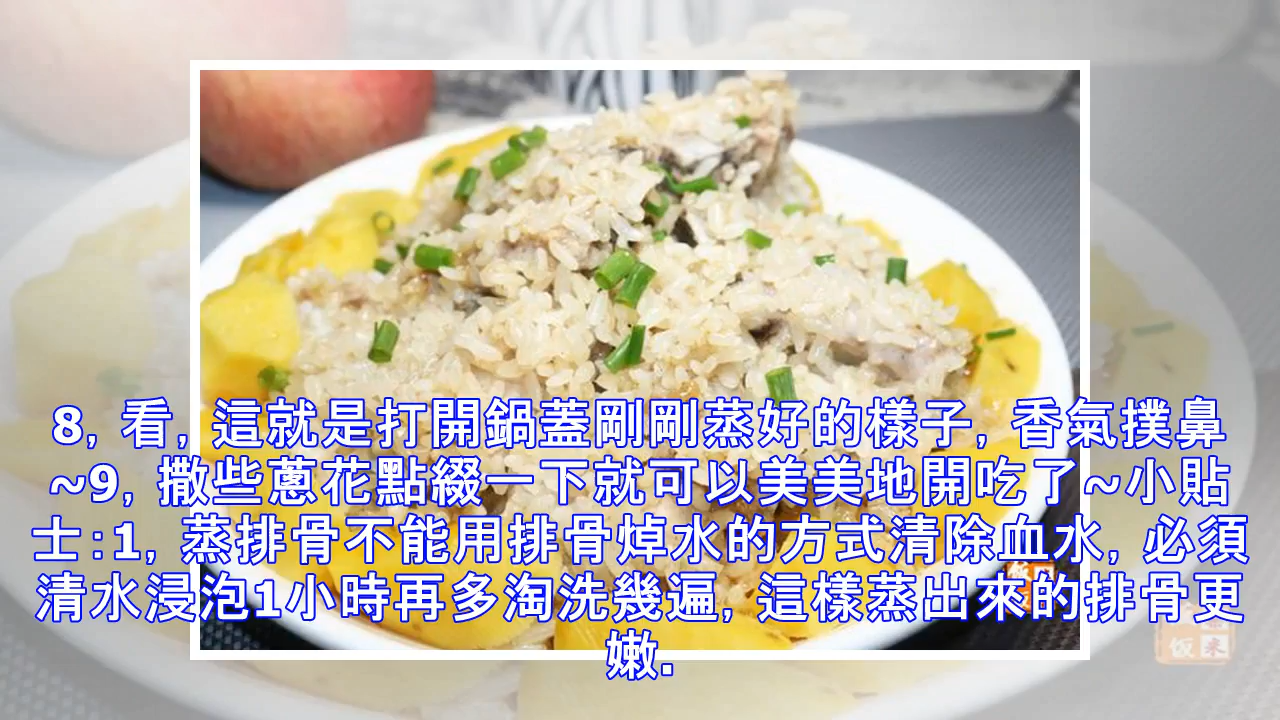 8, 看, 這就是打開鍋蓋剛剛蒸好的樣子, 香氣撲鼻
~9, 撒些蔥花點綴一下就可以美美地開吃了~小貼
士:1, 蒸排骨不能用排骨焯水的方式清除血水, 必須
清水浸泡1小時再多淘洗幾遍, 這樣蒸出來的排骨更
嫩.
饭来